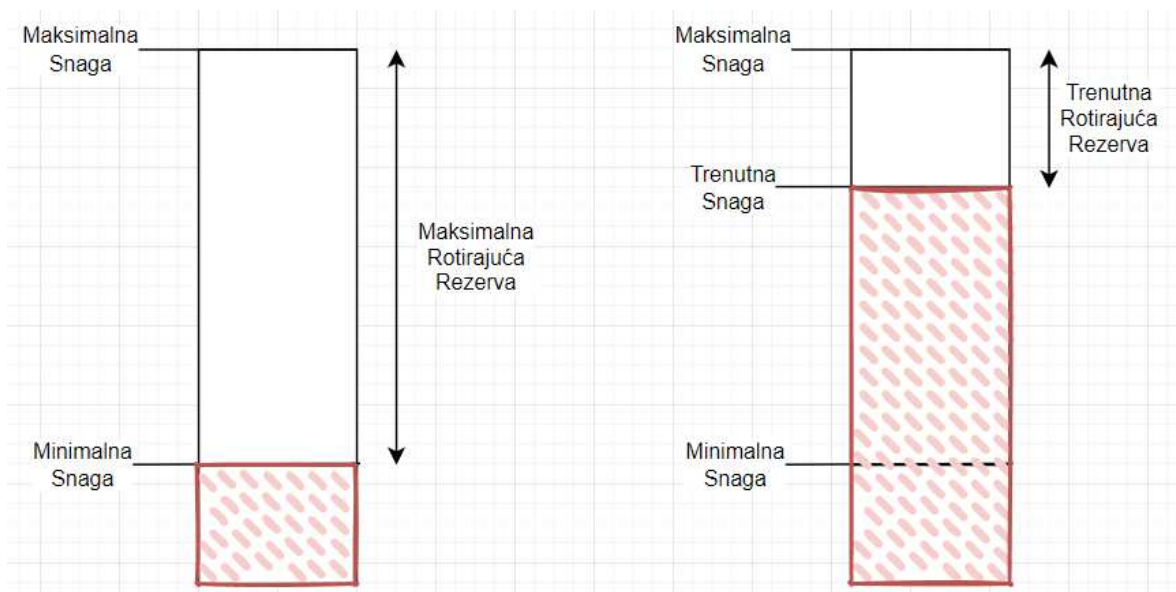 Maksimalna
Snaga
Maksimalna
Rotirajuća
Rezerva
Minimalna
Snaga
Maksimalna
Snaga
Trenutna
Rotirajuća
Rezerva
Trenutna
Snaga
Minimalna
Snaga